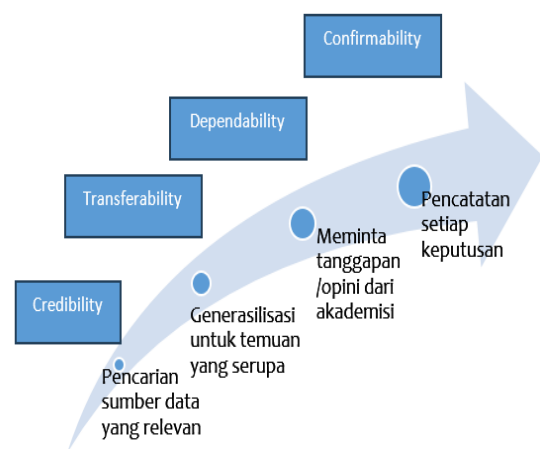 Confirmability
Dependability
Transferability
Credibility
Pencatatan
setiap
keputusan
Meminta
tanggapan
/opini dari
akademisi
Generasilisasi
untuk temuan
yang serupa
Pencarian
sumber data
yang relevan